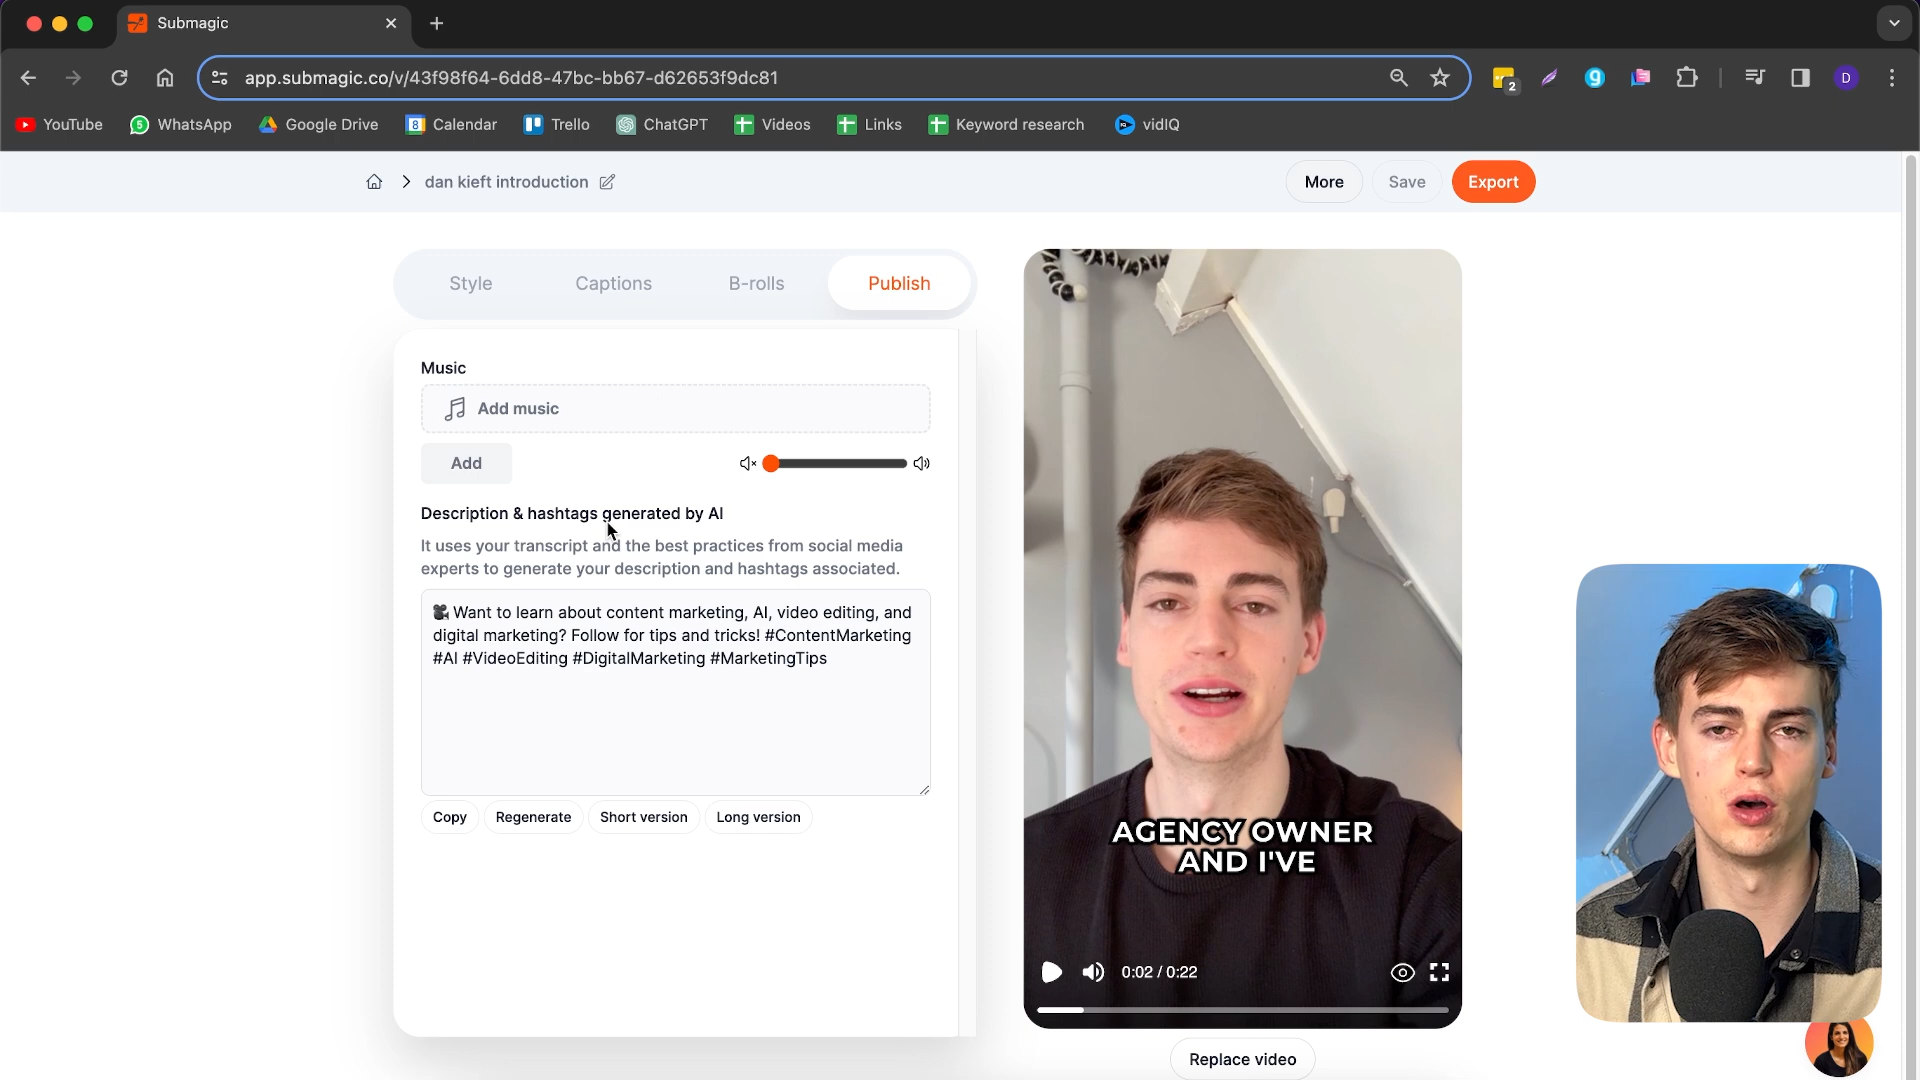 Submagic
app.submagic.co/v/43f98f64-6dd8-47bc-bb67-d62653f9dc81
2
g
D
YouTube
5
WhatsApp
Google Drive
8
Calendar
Trello
ChatGPT
Videos
Links
Keyword research
vidIQ
dan kieft introduction
More
Save
Export
Style
Captions
B-rolls
Publish
Music
Add music
Add
Description & hashtags generated by AI
It uses your transcript and the best practices from social media
experts to generate your description and hashtags associated.
🎥 Want to learn about content marketing, AI, video editing, and
digital marketing? Follow for tips and tricks! #ContentMarketing
#AI #VideoEditing #DigitalMarketing #MarketingTips
Copy
Regenerate
Short version
Long version
AGENCY OWNER
AND I'VE
0:02 / 0:22
Replace video